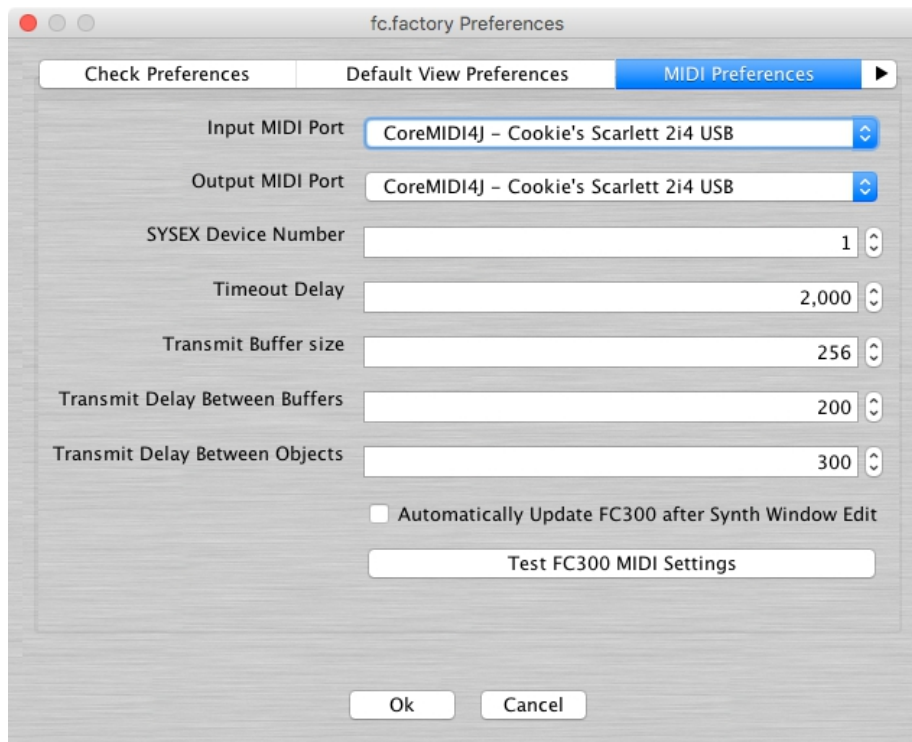 fc.factory Preferences
Check Preferences Default View Preferences MIDI Preferences
Input MIDI Port CoreMIDI4J – Cookie's Scarlett 2i4 USB
Output MIDI Port CoreMIDI4J – Cookie's Scarlett 2i4 USB
SYSEX Device Number 1
Timeout Delay 2,000
Transmit Buffer size 256
Transmit Delay Between Buffers 200
Transmit Delay Between Objects 300
Automatically Update FC300 after Synth Window Edit
Test FC300 MIDI Settings
Ok Cancel